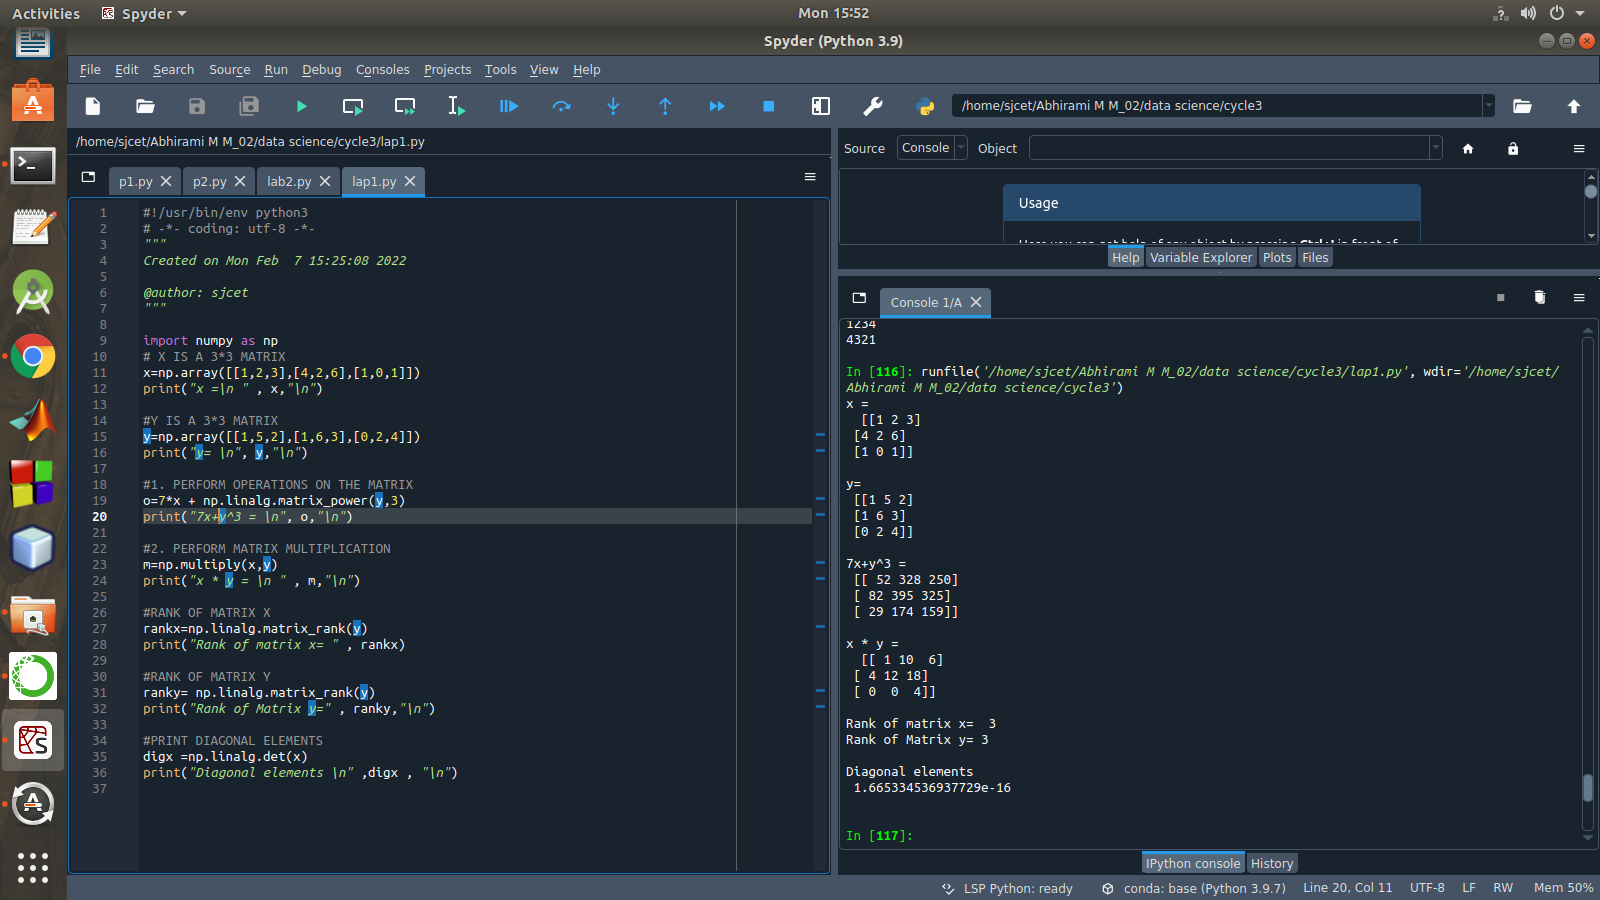 Activities Spyder Mon 15:52
Spyder (Python 3.9)
File Edit Search Source Run Debug Consoles Projects Tools View Help
/home/sjcet/Abhirami M M_02/data science/cycle3
/home/sjcet/Abhirami M M_02/data science/cycle3/lap1.py
p1.py p2.py lab2.py lap1.py
1 #!/usr/bin/env python3
2 # -*- coding: utf-8 -*-
3 """
4 Created on Mon Feb  7 15:25:08 2022
5
6 @author: sjcet
7 """
8
9 import numpy as np
10 # X IS A 3*3 MATRIX
11 x=np.array([[1,2,3],[4,2,6],[1,0,1]])
12 print("x =\n " , x,"\n")
13
14 #Y IS A 3*3 MATRIX
15 y=np.array([[1,5,2],[1,6,3],[0,2,4]])
16 print("y= \n", y,"\n")
17
18 #1. PERFORM OPERATIONS ON THE MATRIX
19 o=7*x + np.linalg.matrix_power(y,3)
20 print("7x+y^3 = \n", o,"\n")
21
22 #2. PERFORM MATRIX MULTIPLICATION
23 m=np.multiply(x,y)
24 print("x * y = \n " , m,"\n")
25
26 #RANK OF MATRIX X
27 rankx=np.linalg.matrix_rank(y)
28 print("Rank of matrix x= " , rankx)
29
30 #RANK OF MATRIX Y
31 ranky= np.linalg.matrix_rank(y)
32 print("Rank of Matrix y=" , ranky,"\n")
33
34 #PRINT DIAGONAL ELEMENTS
35 digx =np.linalg.det(x)
36 print("Diagonal elements \n" ,digx , "\n")
37
Source Console Object
Usage
Here you can get help of any object by pressing Ctrl+I in front of
Help Variable Explorer Plots Files
Console 1/A
1234
4321
In [116]: runfile('/home/sjcet/Abhirami M M_02/data science/cycle3/lap1.py', wdir='/home/sjcet/
Abhirami M M_02/data science/cycle3')
x =
  [[1 2 3]
 [4 2 6]
 [1 0 1]]
y=
 [[1 5 2]
 [1 6 3]
 [0 2 4]]
7x+y^3 =
 [[ 52 328 250]
 [ 82 395 325]
 [ 29 174 159]]
x * y =
  [[ 1 10  6]
 [ 4 12 18]
 [ 0  0  4]]
Rank of matrix x=  3
Rank of Matrix y= 3
Diagonal elements
 1.665334536937729e-16
In [117]:
IPython console History
LSP Python: ready conda: base (Python 3.9.7) Line 20, Col 11 UTF-8 LF RW Mem 50%